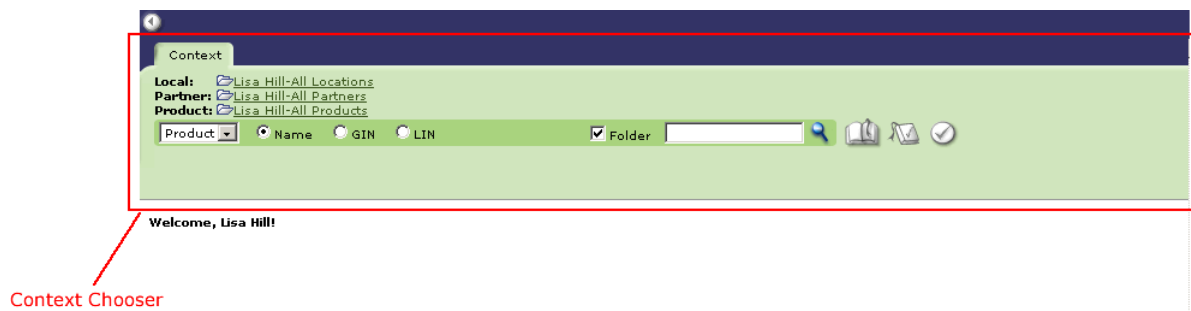 Context
Local: Lisa Hill-All Locations
Partner: Lisa Hill-All Partners
Product: Lisa Hill-All Products
Product Name GIN LIN Folder
Welcome, Lisa Hill!
Context Chooser